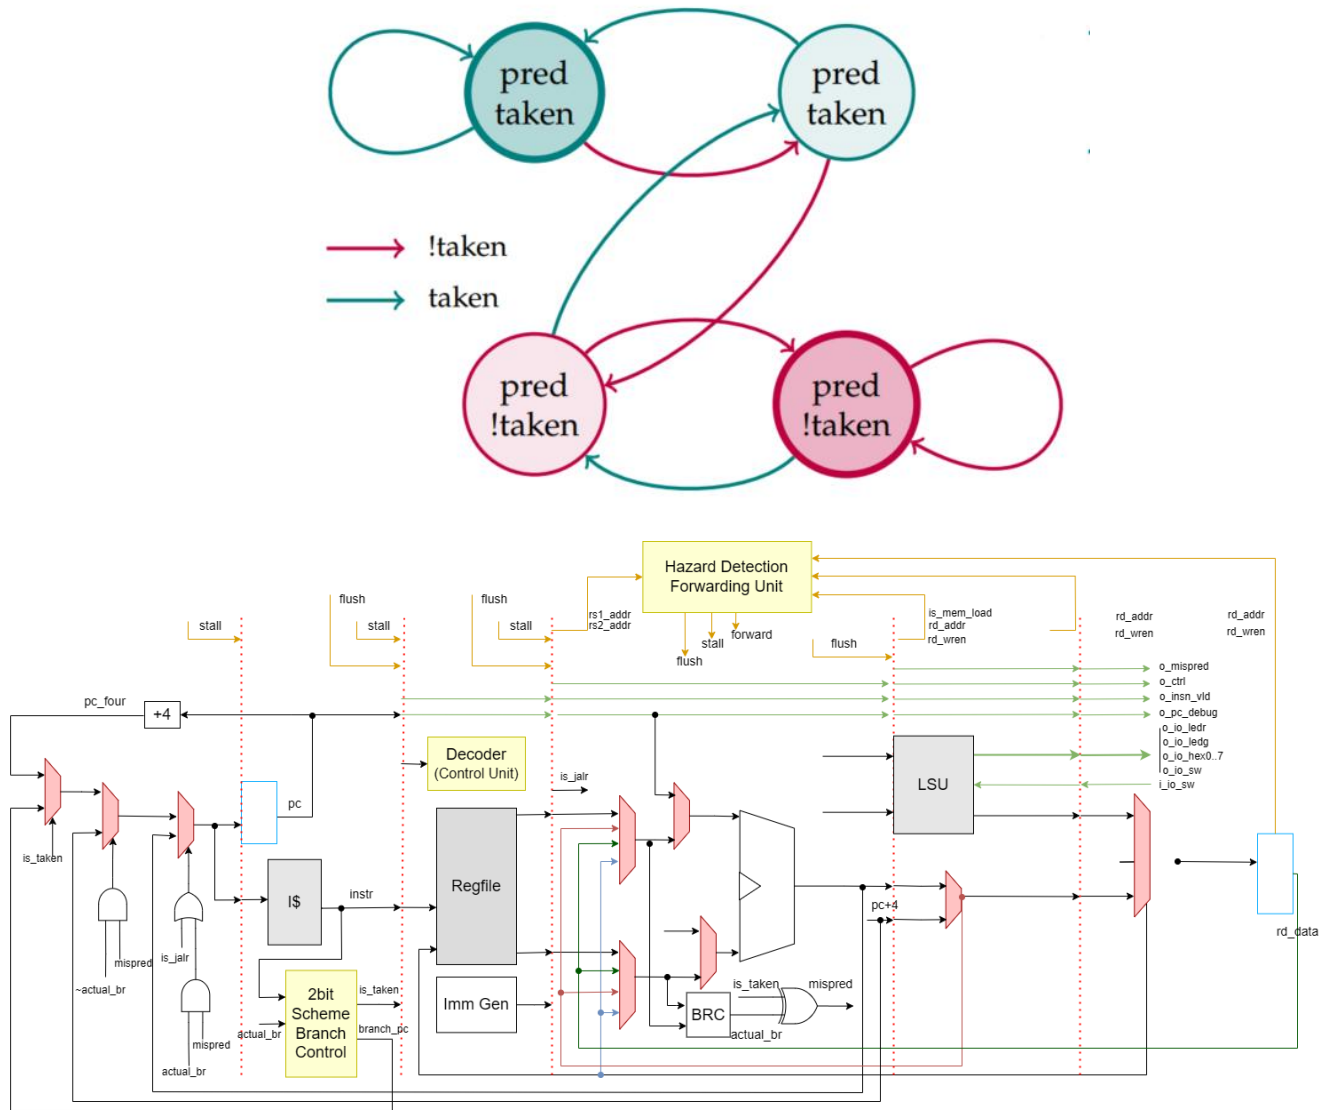 pred
taken
pred
taken
!taken
taken
pred
!taken
pred
!taken
Hazard Detection
Forwarding Unit
flush
flush
stall
stall
stall
rs1_addr
rs2_addr
flush
stall
forward
flush
is_mem_load
rd_addr
rd_wren
rd_addr
rd_wren
rd_addr
rd_wren
o_mispred
o_ctrl
o_insn_vld
o_pc_debug
o_io_ledr
o_io_ledg
o_io_hex0..7
o_io_sw
i_io_sw
pc_four
+4
Decoder
(Control Unit)
is_jalr
LSU
pc
is_taken
I$
instr
Regfile
pc+4
rd_data
mispred
~actual_br
is_jalr
mispred
actual_br
actual_br
2bit
Scheme
Branch
Control
is_taken
branch_pc
Imm Gen
BRC
is_taken
actual_br
mispred